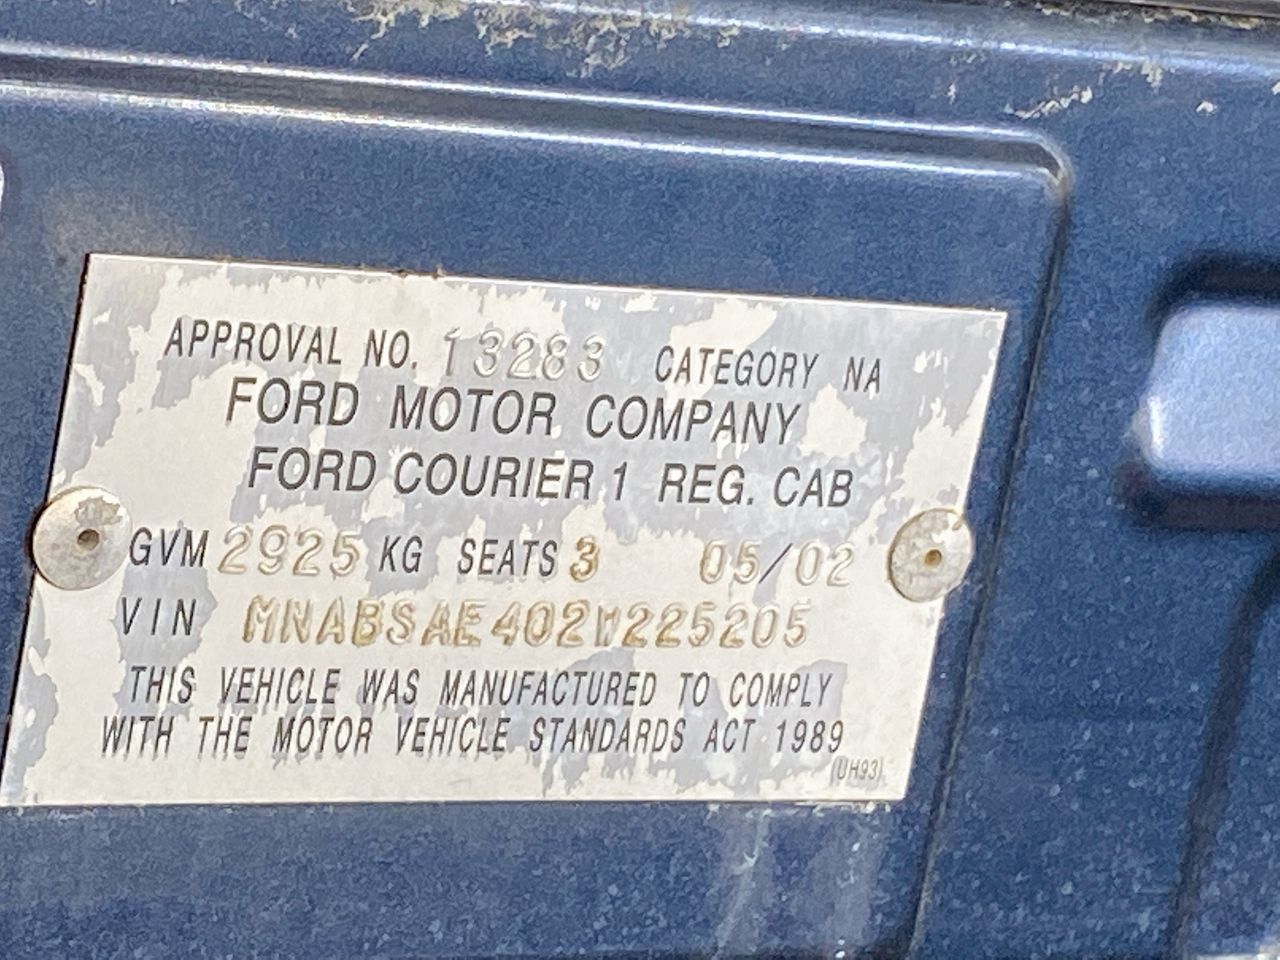 APPROVAL NO. 13283 CATEGORY NA
FORD MOTOR COMPANY
FORD COURIER 1 REG. CAB
GVM 2925 KG SEATS 3 05/02
VIN MNABSAE402W225205
THIS VEHICLE WAS MANUFACTURED TO COMPLY
WITH THE MOTOR VEHICLE STANDARDS ACT 1989
(UH93)